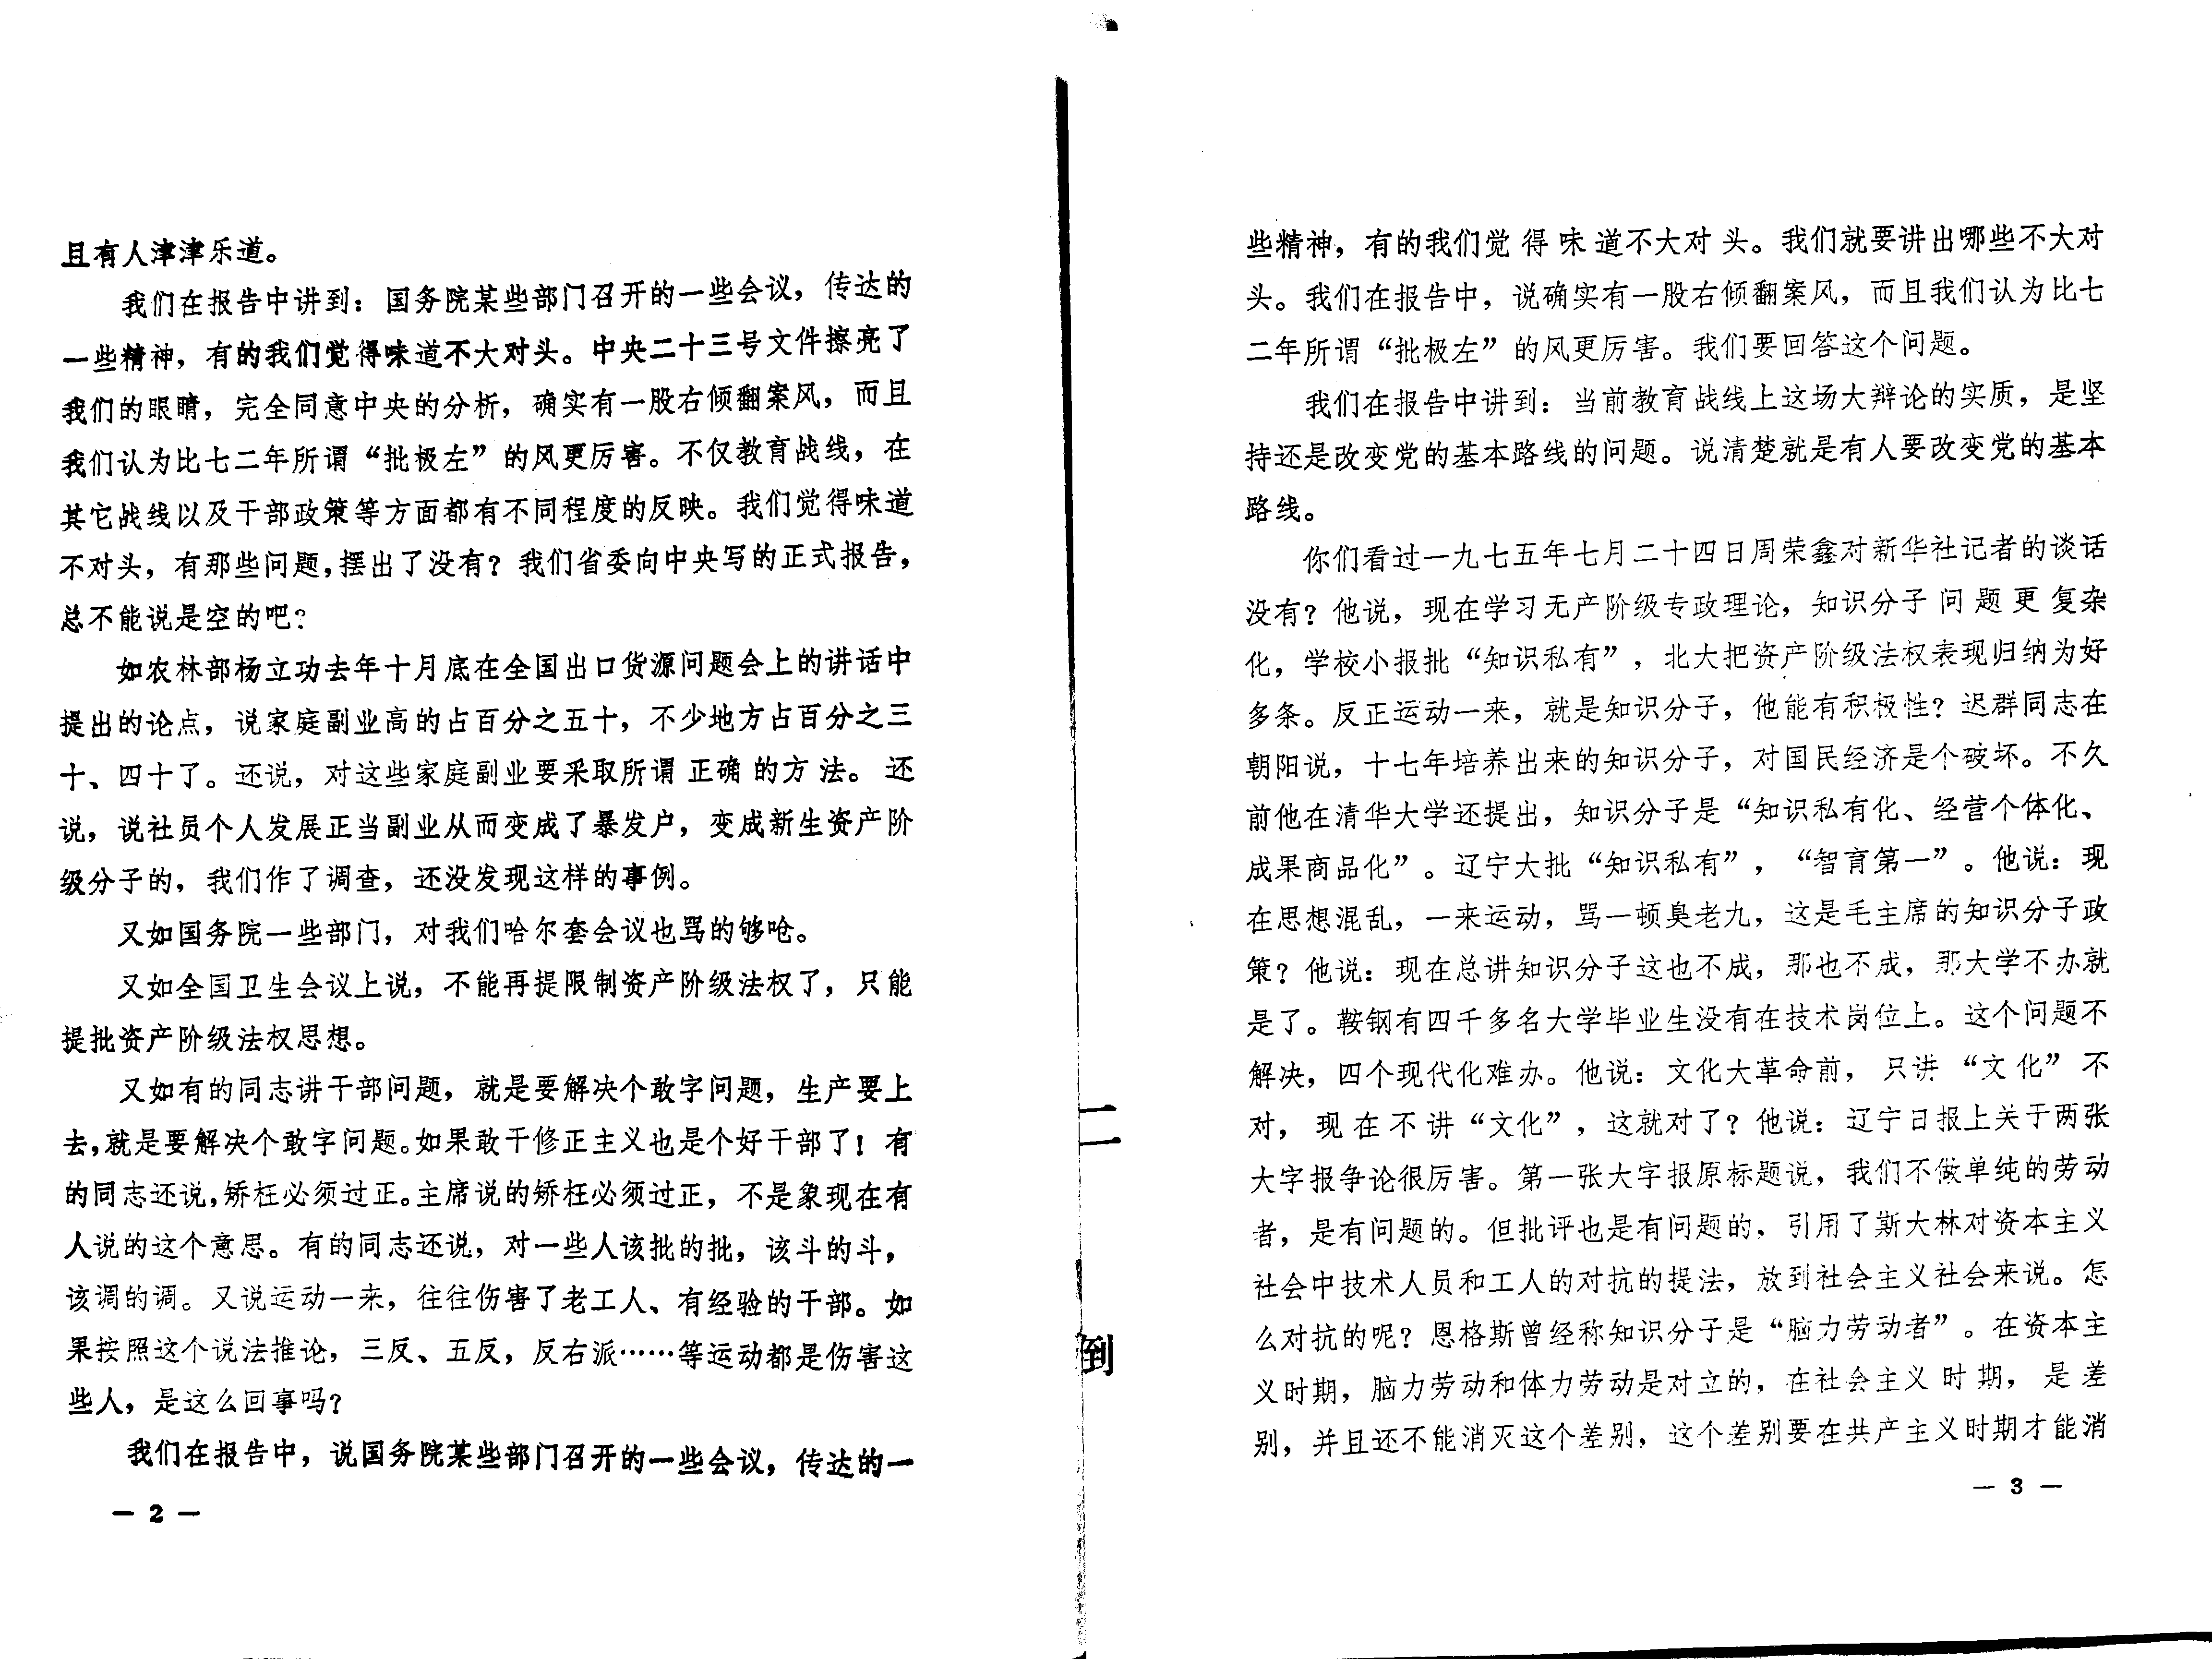 且有人津津乐道。
我们在报告中讲到：国务院某些部门召开的一些会议，传达的
一些精神，有的我们觉得味道不大对头。中央二十三号文件擦亮了
我们的眼睛，完全同意中央的分析，确实有一股右倾翻案风，而且
我们认为比七二年所谓“批极左”的风更厉害。不仅教育战线，在
其它战线以及干部政策等方面都有不同程度的反映。我们觉得味道
不对头，有那些问题，摆出了没有？我们省委向中央写的正式报告，
总不能说是空的吧？
如农林部杨立功去年十月底在全国出口货源问题会上的讲话中
提出的论点，说家庭副业高的占百分之五十，不少地方占百分之三
十、四十了。还说，对这些家庭副业要采取所谓正确的方法。还
说，说社员个人发展正当副业从而变成了暴发户，变成新生资产阶
级分子的，我们作了调查，还没发现这样的事例。
又如国务院一些部门，对我们哈尔套会议也骂的够呛。
又如全国卫生会议上说，不能再提限制资产阶级法权了，只能
提批资产阶级法权思想。
又如有的同志讲干部问题，就是要解决个敢字问题，生产要上
去，就是要解决个敢字问题。如果敢干修正主义也是个好干部了！有
的同志还说，矫枉必须过正。主席说的矫枉必须过正，不是象现在有
人说的这个意思。有的同志还说，对一些人该批的批，该斗的斗，
该调的调。又说运动一来，往往伤害了老工人、有经验的干部。如
果按照这个说法推论，三反、五反，反右派……等运动都是伤害这
些人，是这么回事吗？
我们在报告中，说国务院某些部门召开的一些会议，传达的一
— 2 —
二
一
到
些精神，有的我们觉得味道不大对头。我们就要讲出哪些不大对
头。我们在报告中，说确实有一股右倾翻案风，而且我们认为比七
二年所谓“批极左”的风更厉害。我们要回答这个问题。
我们在报告中讲到：当前教育战线上这场大辩论的实质，是坚
持还是改变党的基本路线的问题。说清楚就是有人要改变党的基本
路线。
你们看过一九七五年七月二十四日周荣鑫对新华社记者的谈话
没有？他说，现在学习无产阶级专政理论，知识分子问题更复杂
化，学校小报批“知识私有”，北大把资产阶级法权表现归纳为好
多条。反正运动一来，就是知识分子，他能有积极性？迟群同志在
朝阳说，十七年培养出来的知识分子，对国民经济是个破坏。不久
前他在清华大学还提出，知识分子是“知识私有化、经营个体化、
成果商品化”。辽宁大批“知识私有”，“智育第一”。他说：现
在思想混乱，一来运动，骂一顿臭老九，这是毛主席的知识分子政
策？他说：现在总讲知识分子这也不成，那也不成，那大学不办就
是了。鞍钢有四千多名大学毕业生没有在技术岗位上。这个问题不
解决，四个现代化难办。他说：文化大革命前，只讲“文化”不
对，现在不讲“文化”，这就对了？他说：辽宁日报上关于两张
大字报争论很厉害。第一张大字报原标题说，我们不做单纯的劳动
者，是有问题的。但批评也是有问题的，引用了斯大林对资本主义
社会中技术人员和工人的对抗的提法，放到社会主义社会来说。怎
么对抗的呢？恩格斯曾经称知识分子是“脑力劳动者”。在资本主
义时期，脑力劳动和体力劳动是对立的，在社会主义时期，是差
别，并且还不能消灭这个差别，这个差别要在共产主义时期才能消
— 3 —